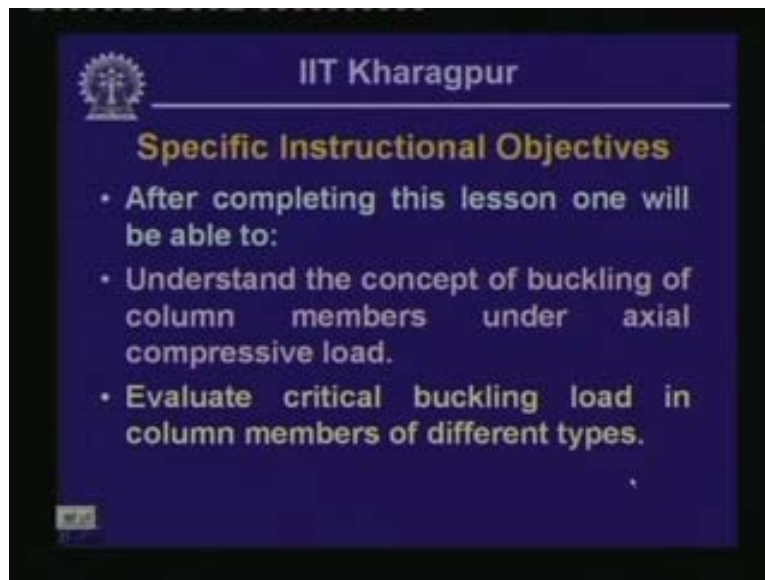 IIT Kharagpur
Specific Instructional Objectives
• After completing this lesson one will
be able to:
• Understand the concept of buckling of
column members under axial
compressive load.
• Evaluate critical buckling load in
column members of different types.